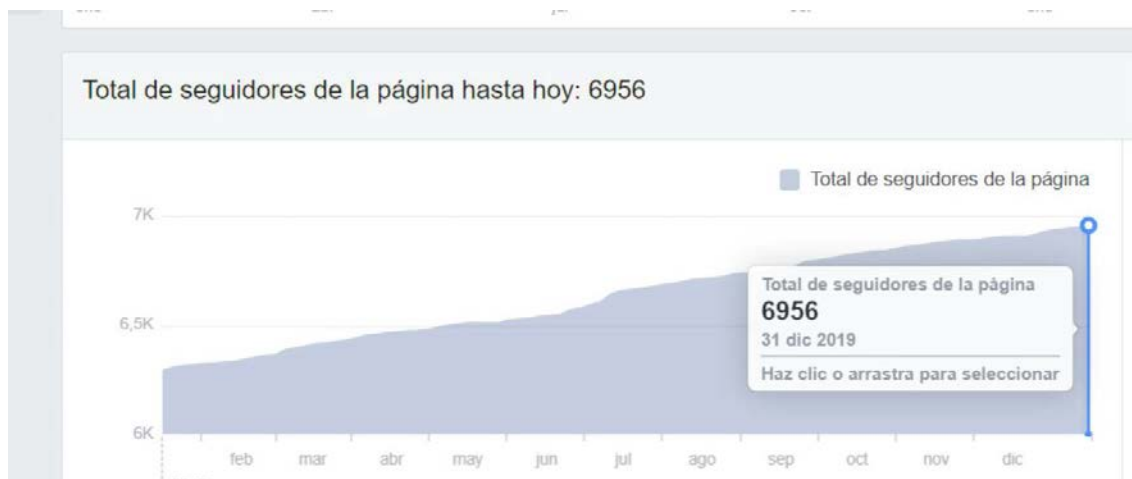 Total de seguidores de la página hasta hoy: 6956
Total de seguidores de la página
7K
6,5K
6K
Total de seguidores de la página
6956
31 dic 2019
Haz clic o arrastra para seleccionar
feb mar abr may jun jul ago sep oct nov dic